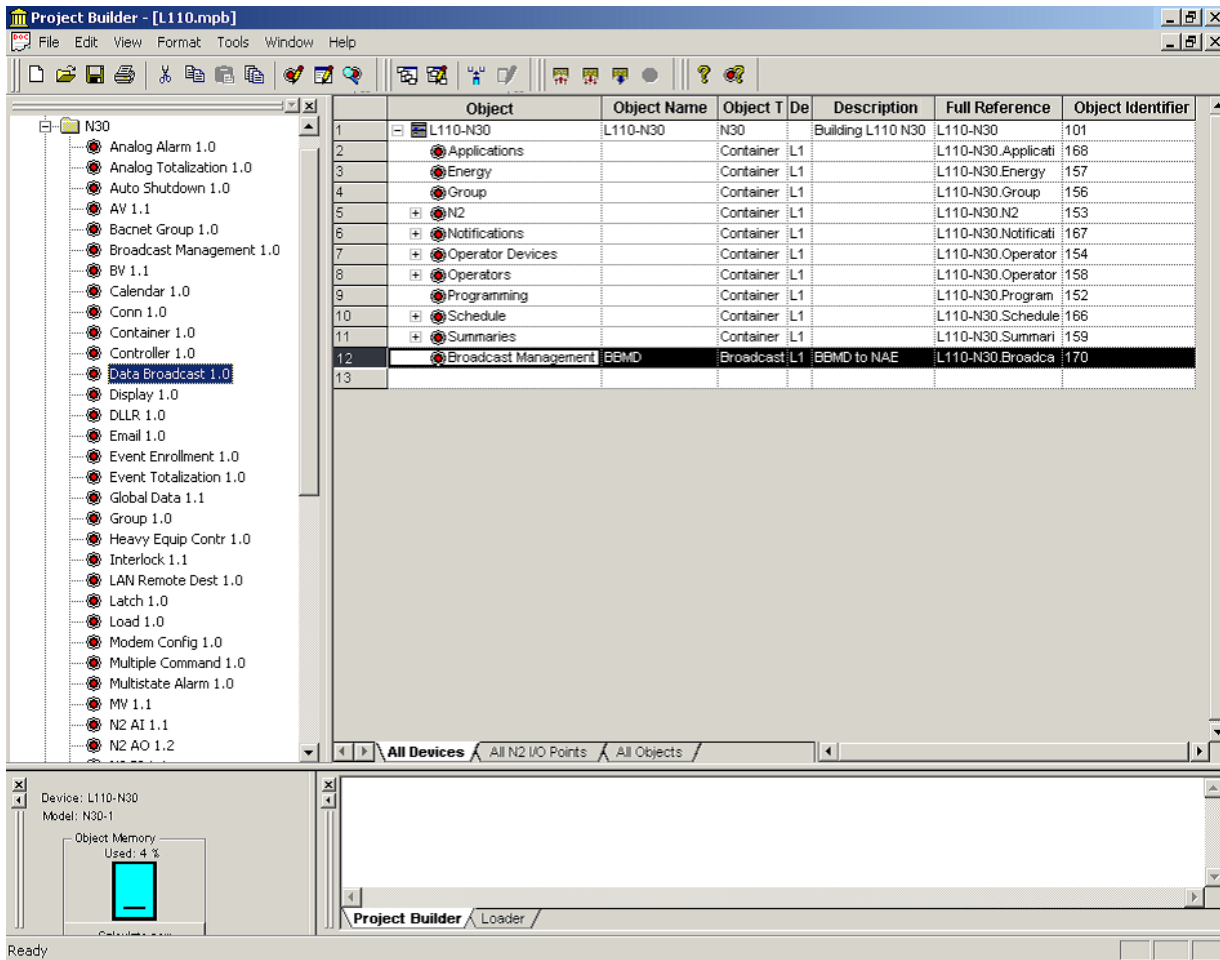 Project Builder - [L110.mpb]
File Edit View Format Tools Window Help
N30
Analog Alarm 1.0
Analog Totalization 1.0
Auto Shutdown 1.0
AV 1.1
Bacnet Group 1.0
Broadcast Management 1.0
BV 1.1
Calendar 1.0
Conn 1.0
Container 1.0
Controller 1.0
Data Broadcast 1.0
Display 1.0
DLLR 1.0
Email 1.0
Event Enrollment 1.0
Event Totalization 1.0
Global Data 1.1
Group 1.0
Heavy Equip Contr 1.0
Interlock 1.1
LAN Remote Dest 1.0
Latch 1.0
Load 1.0
Modem Config 1.0
Multiple Command 1.0
Multistate Alarm 1.0
MV 1.1
N2 AI 1.1
N2 AO 1.2
Object Object Name Object T De Description Full Reference Object Identifier
1 L110-N30 L110-N30 N30 Building L110 N30 L110-N30 101
2 Applications Container L1 L110-N30.Applicati 168
3 Energy Container L1 L110-N30.Energy 157
4 Group Container L1 L110-N30.Group 156
5 N2 Container L1 L110-N30.N2 153
6 Notifications Container L1 L110-N30.Notificati 167
7 Operator Devices Container L1 L110-N30.Operator 154
8 Operators Container L1 L110-N30.Operator 158
9 Programming Container L1 L110-N30.Program 152
10 Schedule Container L1 L110-N30.Schedule 166
11 Summaries Container L1 L110-N30.Summari 159
12 Broadcast Management BBMD Broadcast L1 BBMD to NAE L110-N30.Broadca 170
13
All Devices All N2 I/O Points All Objects
Device: L110-N30
Model: N30-1
Object Memory
Used: 4 %
Project Builder Loader
Ready